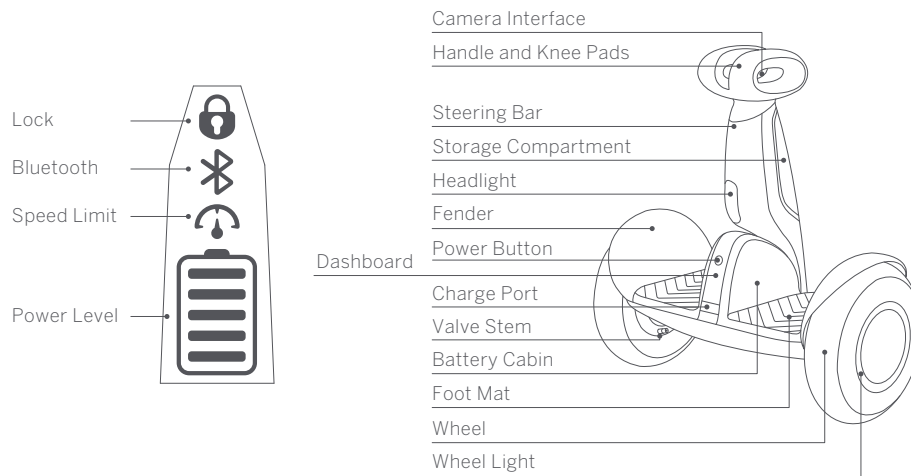 Lock
Bluetooth
Speed Limit
Power Level
Camera Interface
Handle and Knee Pads
Steering Bar
Storage Compartment
Headlight
Fender
Power Button
Dashboard
Charge Port
Valve Stem
Battery Cabin
Foot Mat
Wheel
Wheel Light